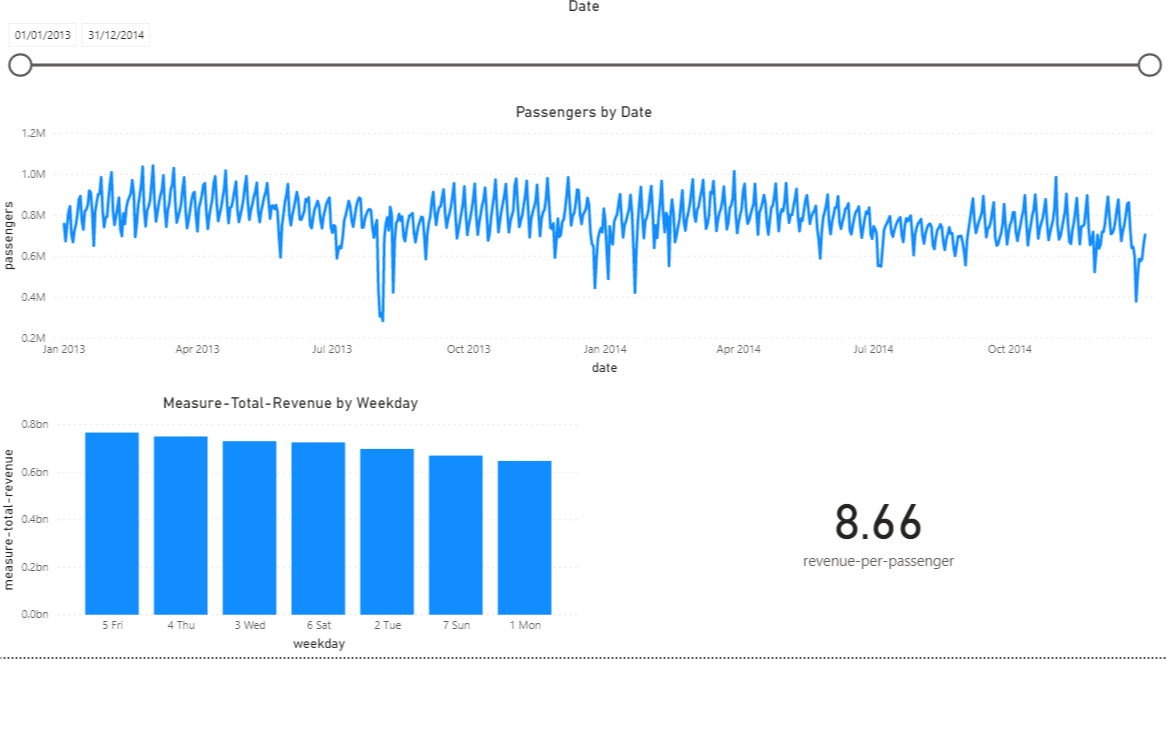 Date
01/01/2013 31/12/2014
Passengers by Date
1.2M
1.0M
0.8M
0.6M
0.4M
0.2M
passengers
Jan 2013 Apr 2013 Jul 2013 Oct 2013 Jan 2014 Apr 2014 Jul 2014 Oct 2014
date
Measure-Total-Revenue by Weekday
0.8bn
0.6bn
0.4bn
0.2bn
0.0bn
measure-total-revenue
5 Fri 4 Thu 3 Wed 6 Sat 2 Tue 7 Sun 1 Mon
weekday
8.66
revenue-per-passenger